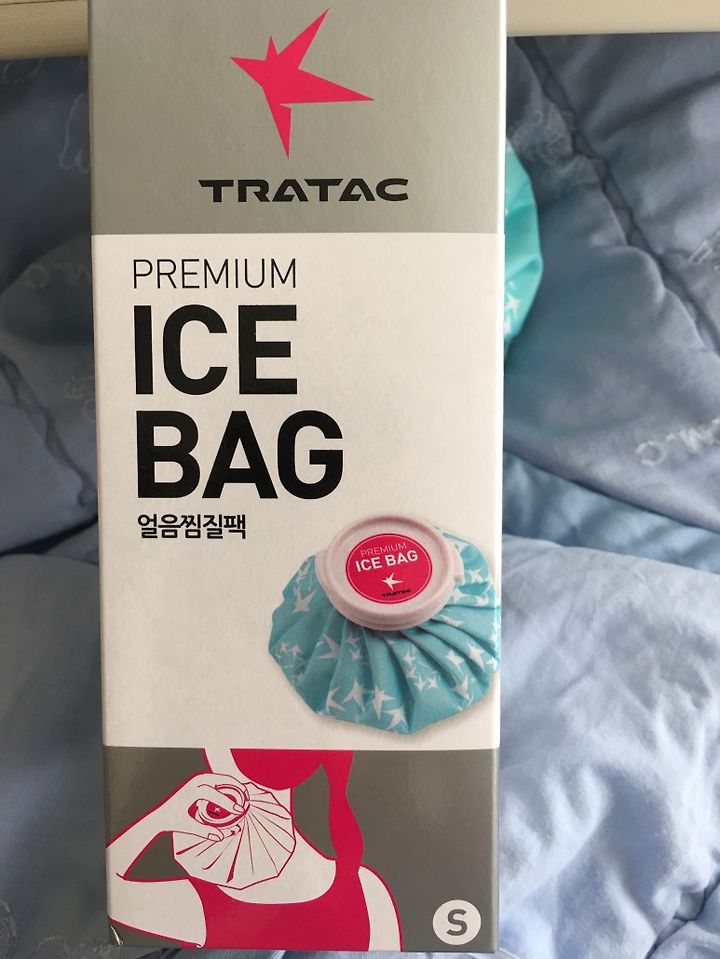 TRATAC
PREMIUM
ICE
BAG
얼음찜질팩
PREMIUM
ICE BAG
TRATAC
S
M.C
M.C